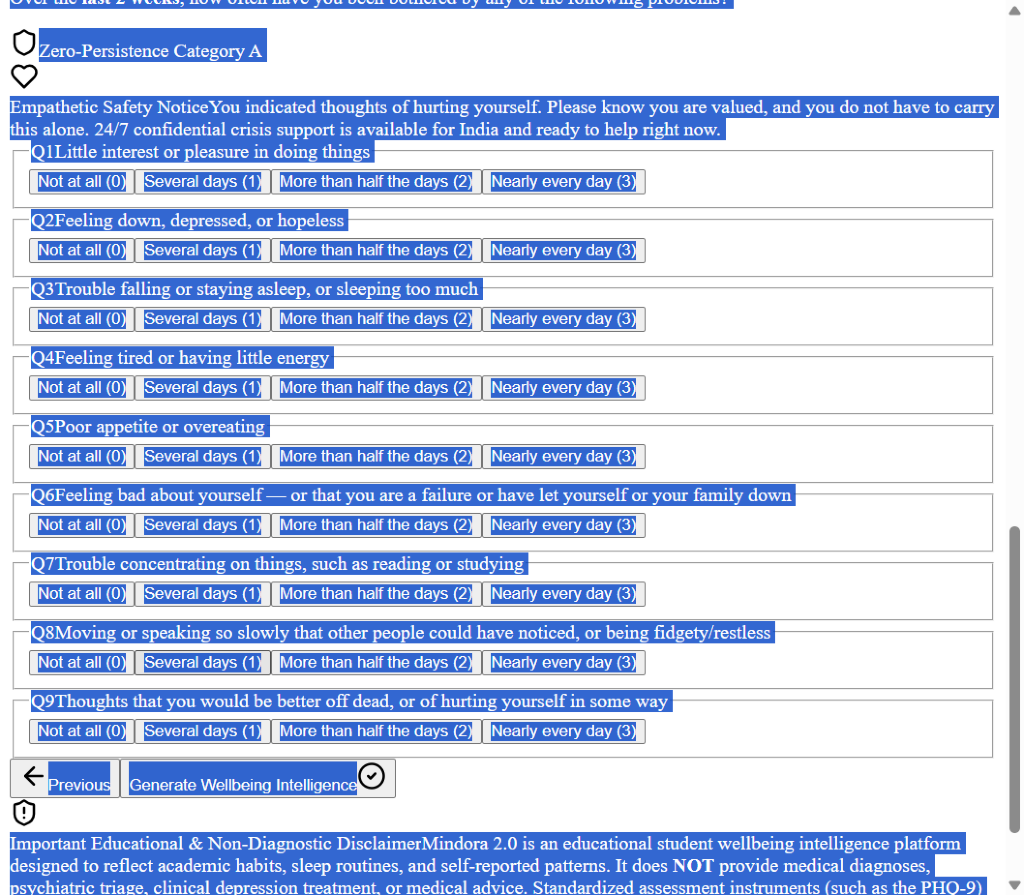 Over the last 2 weeks, how often have you been bothered by any of the following problems?
Zero-Persistence Category A
Empathetic Safety NoticeYou indicated thoughts of hurting yourself. Please know you are valued, and you do not have to carry
this alone. 24/7 confidential crisis support is available for India and ready to help right now.
Q1Little interest or pleasure in doing things
Not at all (0) Several days (1) More than half the days (2) Nearly every day (3)
Q2Feeling down, depressed, or hopeless
Not at all (0) Several days (1) More than half the days (2) Nearly every day (3)
Q3Trouble falling or staying asleep, or sleeping too much
Not at all (0) Several days (1) More than half the days (2) Nearly every day (3)
Q4Feeling tired or having little energy
Not at all (0) Several days (1) More than half the days (2) Nearly every day (3)
Q5Poor appetite or overeating
Not at all (0) Several days (1) More than half the days (2) Nearly every day (3)
Q6Feeling bad about yourself — or that you are a failure or have let yourself or your family down
Not at all (0) Several days (1) More than half the days (2) Nearly every day (3)
Q7Trouble concentrating on things, such as reading or studying
Not at all (0) Several days (1) More than half the days (2) Nearly every day (3)
Q8Moving or speaking so slowly that other people could have noticed, or being fidgety/restless
Not at all (0) Several days (1) More than half the days (2) Nearly every day (3)
Q9Thoughts that you would be better off dead, or of hurting yourself in some way
Not at all (0) Several days (1) More than half the days (2) Nearly every day (3)
Previous Generate Wellbeing Intelligence
Important Educational & Non-Diagnostic DisclaimerMindora 2.0 is an educational student wellbeing intelligence platform
designed to reflect academic habits, sleep routines, and self-reported patterns. It does NOT provide medical diagnoses,
psychiatric triage, clinical depression treatment, or medical advice. Standardized assessment instruments (such as the PHQ-9)